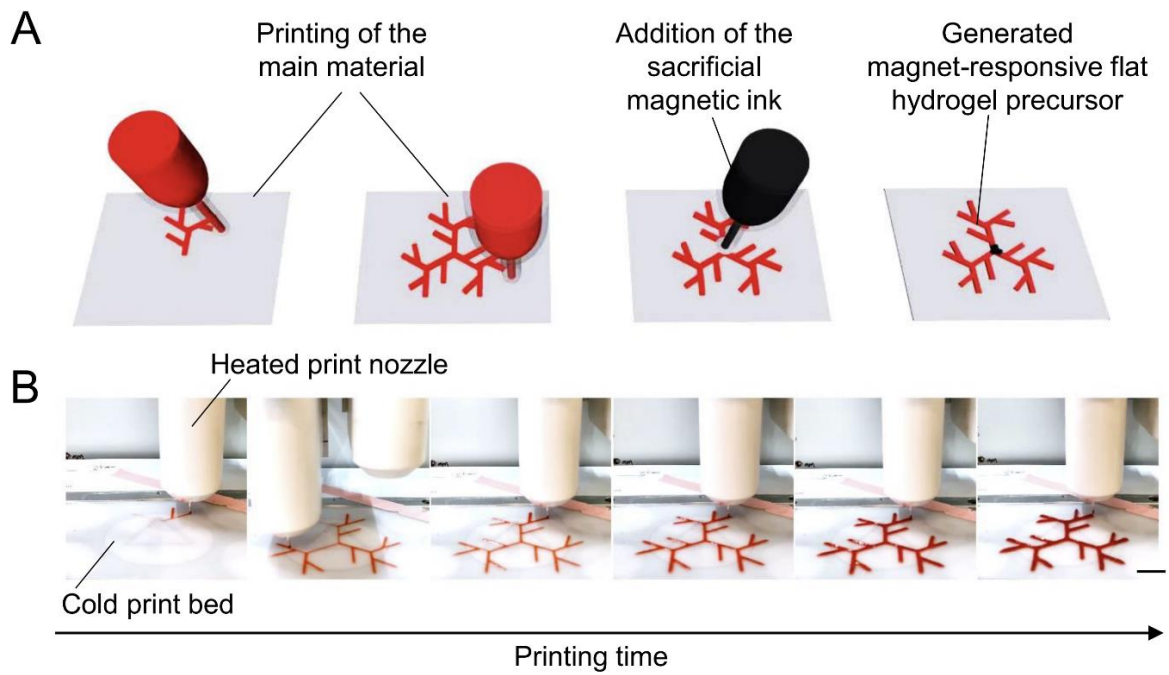 A
Printing of the
main material
Addition of the
sacrificial
magnetic ink
Generated
magnet-responsive flat
hydrogel precursor
B
Heated print nozzle
Cold print bed
Printing time